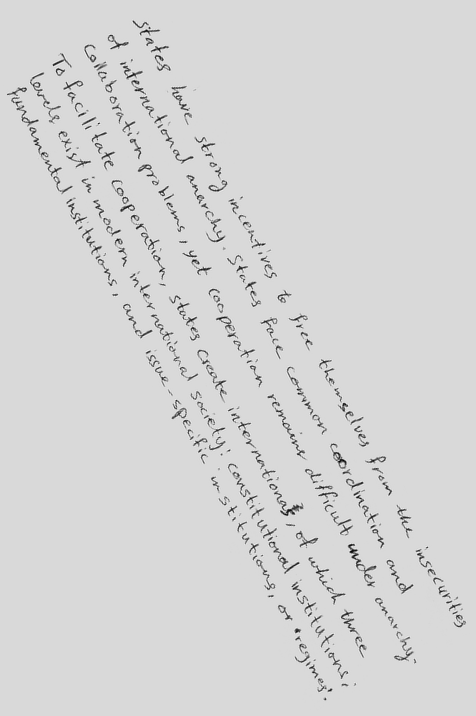 states have strong incentives to free themselves from the insecurities
of international anarchy. States face common coordination and
collaboration problems, yet cooperation remains difficult under anarchy.
To facilitate cooperation, states create international, of which three
levels exist in modern international society: constitutional institutions,
fundamental institutions, and issue-specific institutions, or 'regimes'.